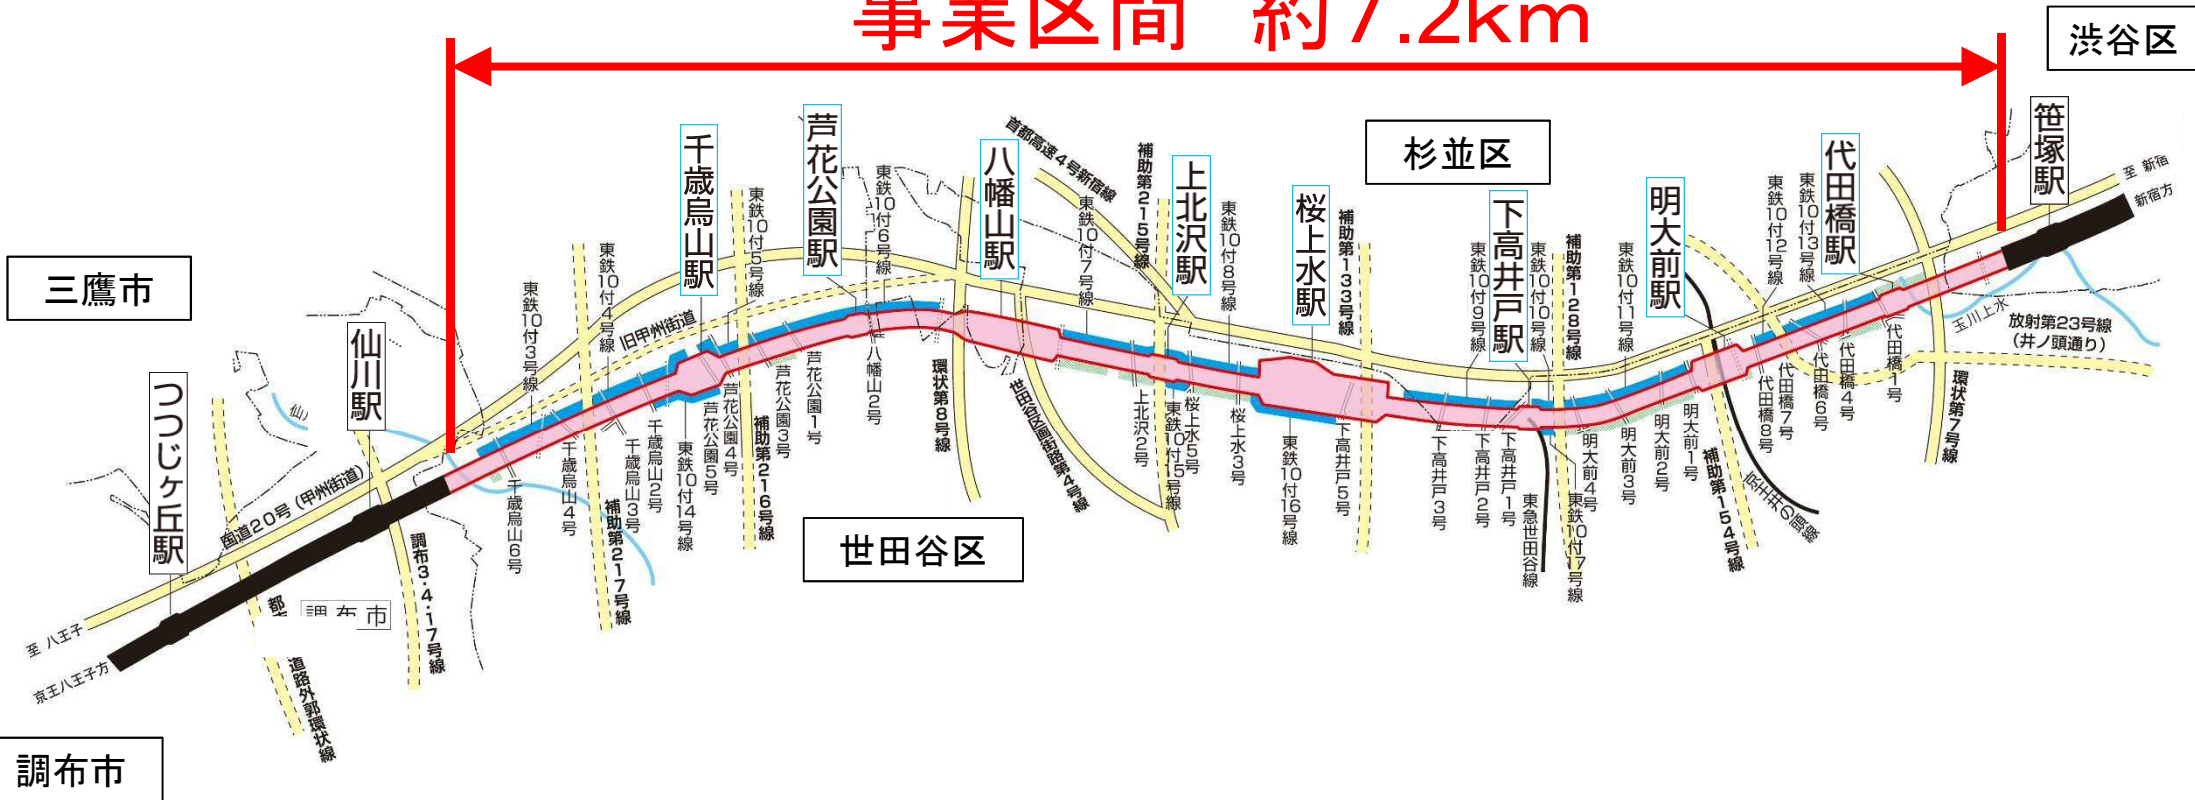 事業区間 約7.2km
渋谷区
杉並区
三鷹市
世田谷区
調布市
調布市
つつじヶ丘駅
仙川駅
千歳烏山駅
芦花公園駅
八幡山駅
上北沢駅
桜上水駅
下高井戸駅
明大前駅
代田橋駅
笹塚駅
至 新宿
新宿方
至 八王子
京王八王子方
国道20号(甲州街道)
旧甲州街道
首都高速4号新宿線
玉川上水
放射第23号線
(井ノ頭通り)
東鉄10付3号線
東鉄10付4号線
東鉄10付5号線
東鉄10付6号線
東鉄10付7号線
補助第215号線
東鉄10付8号線
補助第133号線
東鉄10付9号線
東鉄10付10号線
補助第128号線
東鉄10付11号線
東鉄10付12号線
東鉄10付13号線
道路外郭環状線
調布3・4・17号線
千歳烏山6号
千歳烏山4号
補助第217号線
千歳烏山3号
千歳烏山2号
東鉄10付14号線
芦花公園5号
芦花公園4号
補助第216号線
芦花公園3号
芦花公園1号
八幡山2号
環状第8号線
世田谷区画街路第4号線
上北沢2号
東鉄10付15号線
桜上水5号
桜上水3号
東鉄10付16号線
下高井戸5号
下高井戸3号
下高井戸2号
下高井戸1号
東急世田谷線
東鉄10付17号線
明大前4号
明大前3号
明大前2号
明大前1号
補助第154号線
京王井の頭線
代田橋8号
代田橋7号
代田橋6号
代田橋4号
代田橋1号
環状第7号線